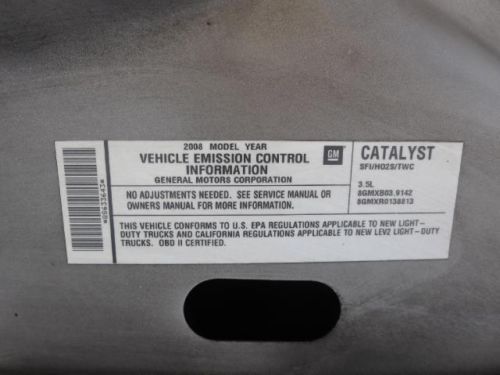 2008 MODEL YEAR
VEHICLE EMISSION CONTROL
INFORMATION
GENERAL MOTORS CORPORATION
GM
CATALYST
SFI/HO2S/TWC
NO ADJUSTMENTS NEEDED. SEE SERVICE MANUAL OR
OWNERS MANUAL FOR MORE INFORMATION.
3.5L
8GMXB03.9142
8GMXR0138813
THIS VEHICLE CONFORMS TO U.S. EPA REGULATIONS APPLICABLE TO NEW LIGHT-
DUTY TRUCKS AND CALIFORNIA REGULATIONS APPLICABLE TO NEW LEV2 LIGHT-DUTY
TRUCKS. OBD II CERTIFIED.